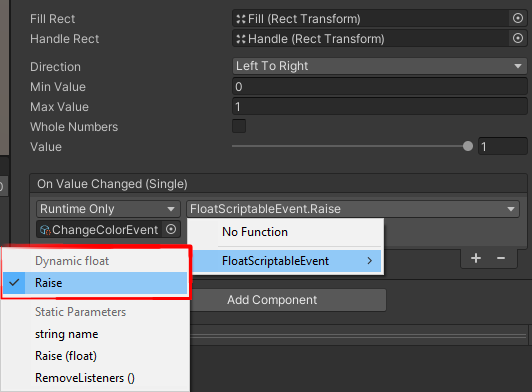 Fill Rect Fill (Rect Transform)
Handle Rect Handle (Rect Transform)
Direction Left To Right
Min Value 0
Max Value 1
Whole Numbers
Value 1
On Value Changed (Single)
Runtime Only FloatScriptableEvent.Raise
ChangeColorEvent
No Function
FloatScriptableEvent
Dynamic float
Raise
Static Parameters
string name
Raise (float)
RemoveListeners ()
Add Component